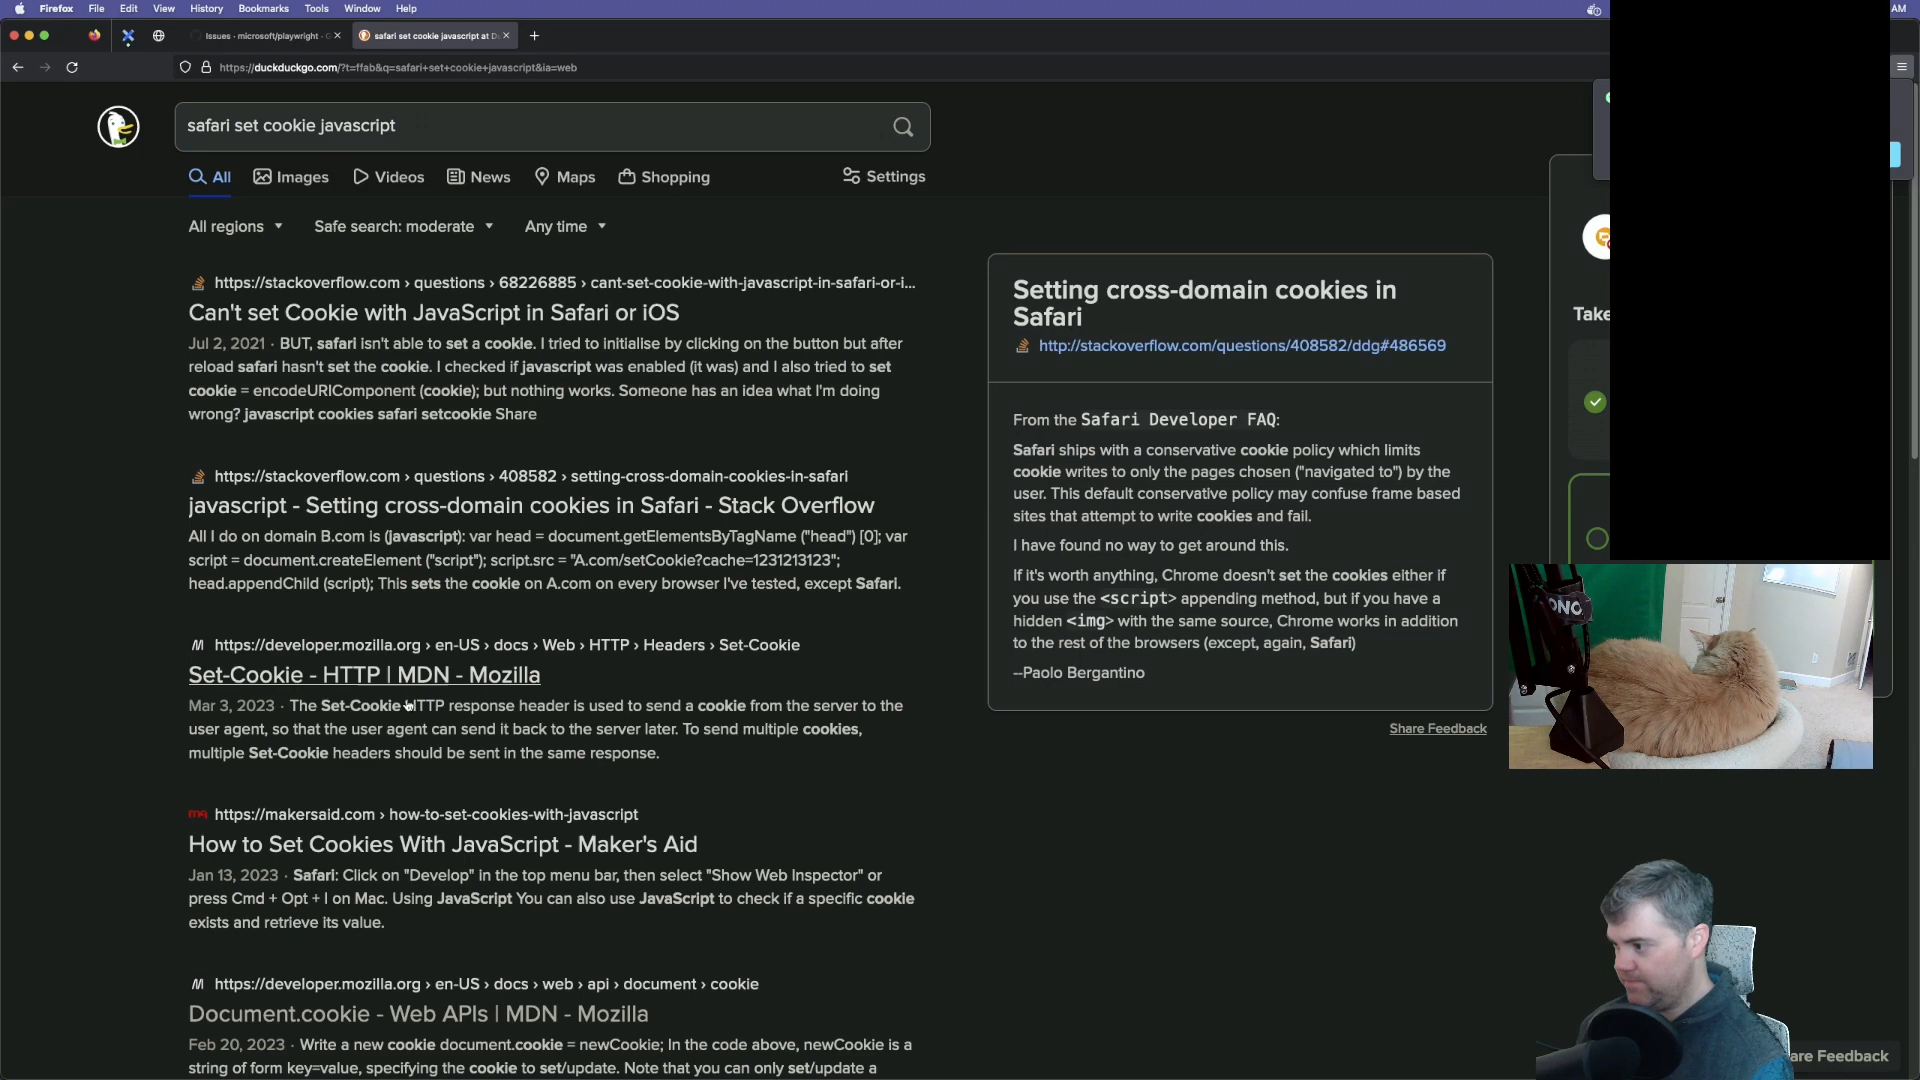 Firefox File Edit View History Bookmarks Tools Window Help AM
Issues · microsoft/playwright - G safari set cookie javascript at D
https://duckduckgo.com/?t=ffab&q=safari+set+cookie+javascript&ia=web
safari set cookie javascript
All Images Videos News Maps Shopping Settings
All regions Safe search: moderate Any time
https://stackoverflow.com › questions › 68226885 › cant-set-cookie-with-javascript-in-safari-or-i...
Can't set Cookie with JavaScript in Safari or iOS
Jul 2, 2021 · BUT, safari isn't able to set a cookie. I tried to initialise by clicking on the button but after
reload safari hasn't set the cookie. I checked if javascript was enabled (it was) and I also tried to set
cookie = encodeURIComponent (cookie); but nothing works. Someone has an idea what I'm doing
wrong? javascript cookies safari setcookie Share
https://stackoverflow.com › questions › 408582 › setting-cross-domain-cookies-in-safari
javascript - Setting cross-domain cookies in Safari - Stack Overflow
All I do on domain B.com is (javascript): var head = document.getElementsByTagName ("head") [0]; var
script = document.createElement ("script"); script.src = "A.com/setCookie?cache=1231213123";
head.appendChild (script); This sets the cookie on A.com on every browser I've tested, except Safari.
https://developer.mozilla.org › en-US › docs › Web › HTTP › Headers › Set-Cookie
Set-Cookie - HTTP | MDN - Mozilla
Mar 3, 2023 · The Set-Cookie HTTP response header is used to send a cookie from the server to the
user agent, so that the user agent can send it back to the server later. To send multiple cookies,
multiple Set-Cookie headers should be sent in the same response.
https://makersaid.com › how-to-set-cookies-with-javascript
How to Set Cookies With JavaScript - Maker's Aid
Jan 13, 2023 · Safari: Click on "Develop" in the top menu bar, then select "Show Web Inspector" or
press Cmd + Opt + I on Mac. Using JavaScript You can also use JavaScript to check if a specific cookie
exists and retrieve its value.
https://developer.mozilla.org › en-US › docs › web › api › document › cookie
Document.cookie - Web APIs | MDN - Mozilla
Feb 20, 2023 · Write a new cookie document.cookie = newCookie; In the code above, newCookie is a
string of form key=value, specifying the cookie to set/update. Note that you can only set/update a
Setting cross-domain cookies in
Safari
http://stackoverflow.com/questions/408582/ddg#486569
From the Safari Developer FAQ:
Safari ships with a conservative cookie policy which limits
cookie writes to only the pages chosen ("navigated to") by the
user. This default conservative policy may confuse frame based
sites that attempt to write cookies and fail.
I have found no way to get around this.
If it's worth anything, Chrome doesn't set the cookies either if
you use the <script> appending method, but if you have a
hidden <img> with the same source, Chrome works in addition
to the rest of the browsers (except, again, Safari)
--Paolo Bergantino
Share Feedback
Take
ONO
are Feedback